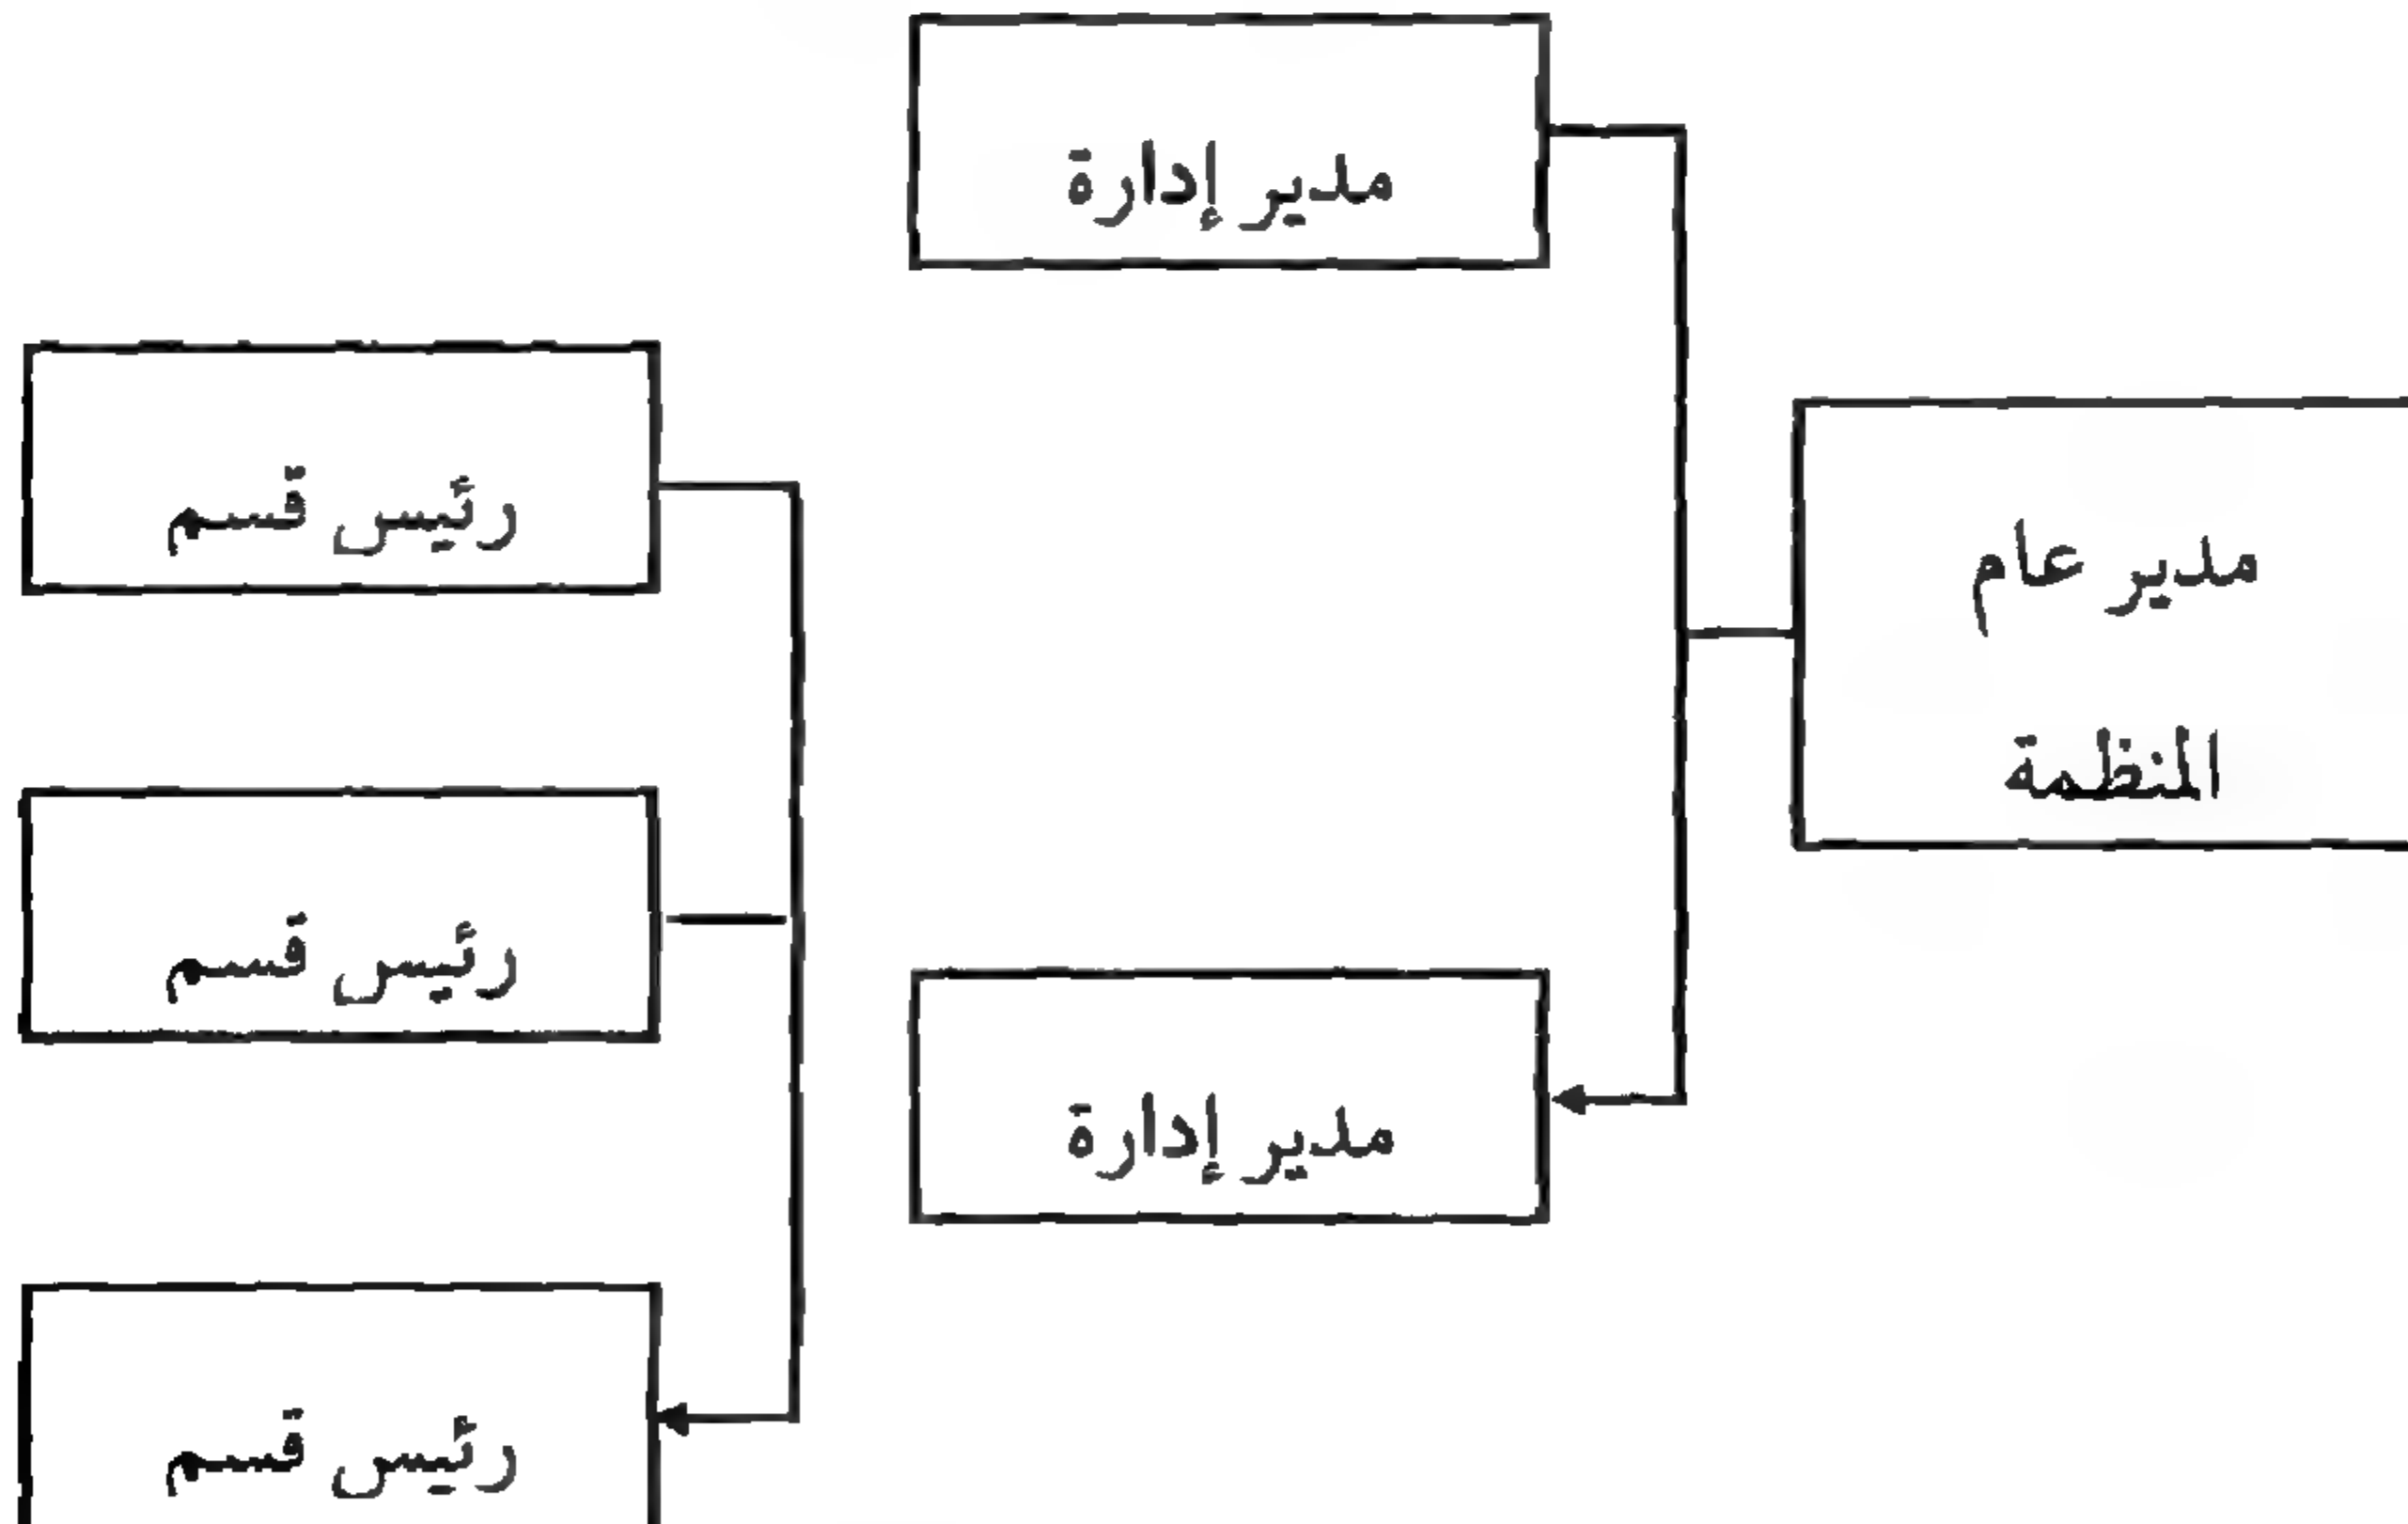 مدير إدارة
رئيس قسم
مدير عام
المنظمة
رئيس قسم
مدير إدارة
رئيس قسم